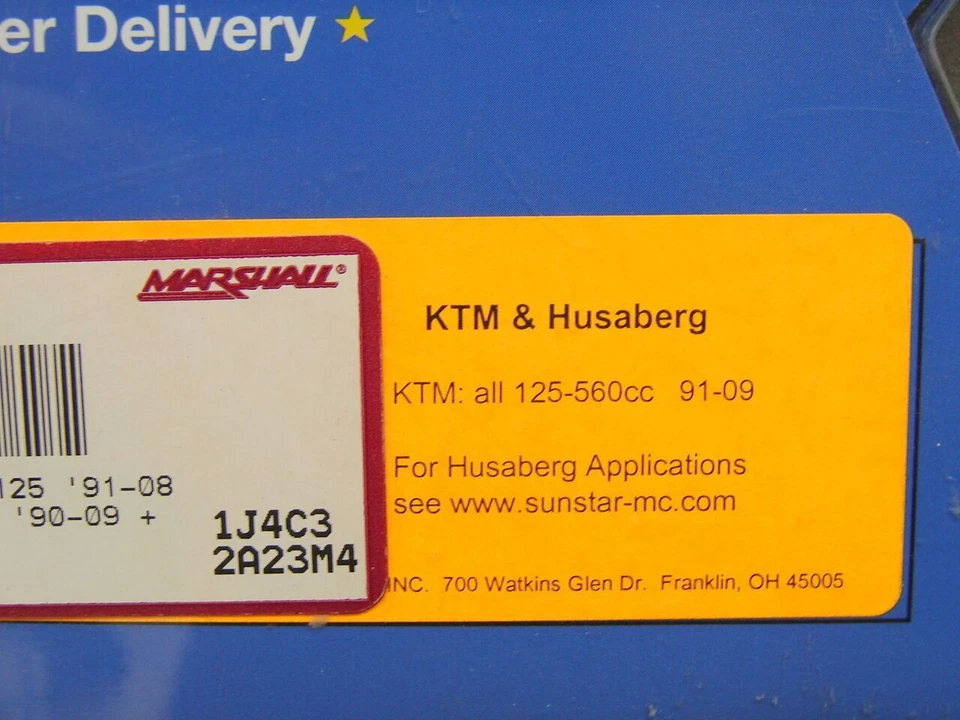 er Delivery
MARSHALL®
125 '91-08
'90-09 +
1J4C3
2A23M4
KTM & Husaberg
KTM: all 125-560cc 91-09
For Husaberg Applications
see www.sunstar-mc.com
INC. 700 Watkins Glen Dr. Franklin, OH 45005